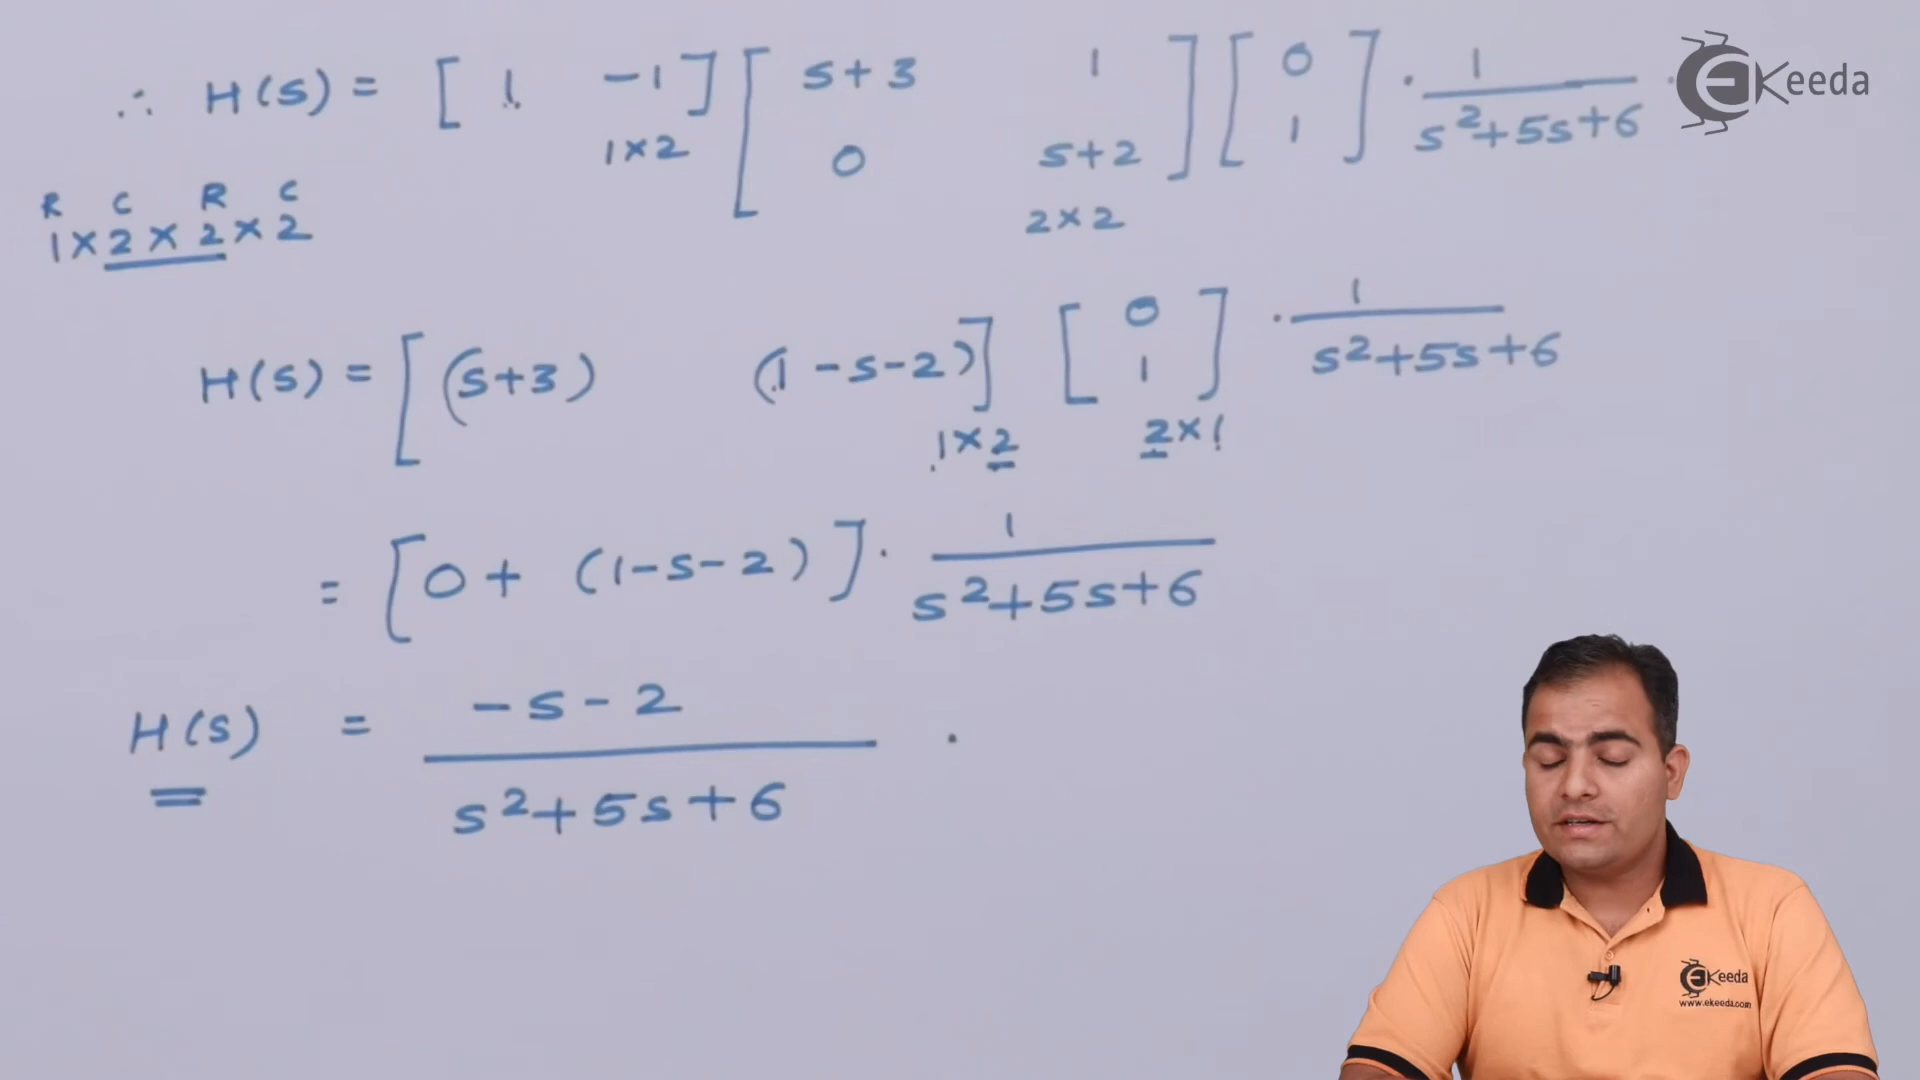 ∴ H(s) = [ 1 -1 ] [ s+3 1 ] [ 0 ] · 1
1×2 0 s+2 1 s²+5s+6
R C R C
1×2×2×2 2×2
H(s) = [ (s+3) (1-s-2) ] [ 0 ] · 1
1 s²+5s+6
1×2 2×1
= [ 0 + (1-s-2) ] · 1
s²+5s+6
H(s) = -s-2 .
s²+5s+6
EKeeda
EKeeda
www.ekeeda.com